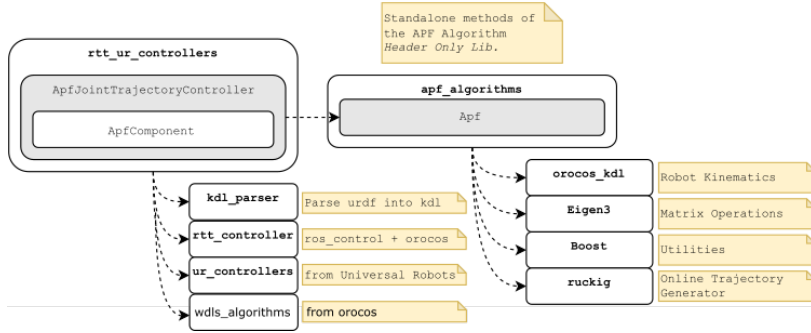 Standalone methods of
the APF Algorithm
Header Only Lib.
rtt_ur_controllers
ApfJointTrajectoryController
ApfComponent
apf_algorithms
Apf
kdl_parser
Parse urdf into kdl
rtt_controller
ros_control + orocos
ur_controllers
from Universal Robots
wdls_algorithms
from orocos
orocos_kdl
Robot Kinematics
Eigen3
Matrix Operations
Boost
Utilities
ruckig
Online Trajectory
Generator